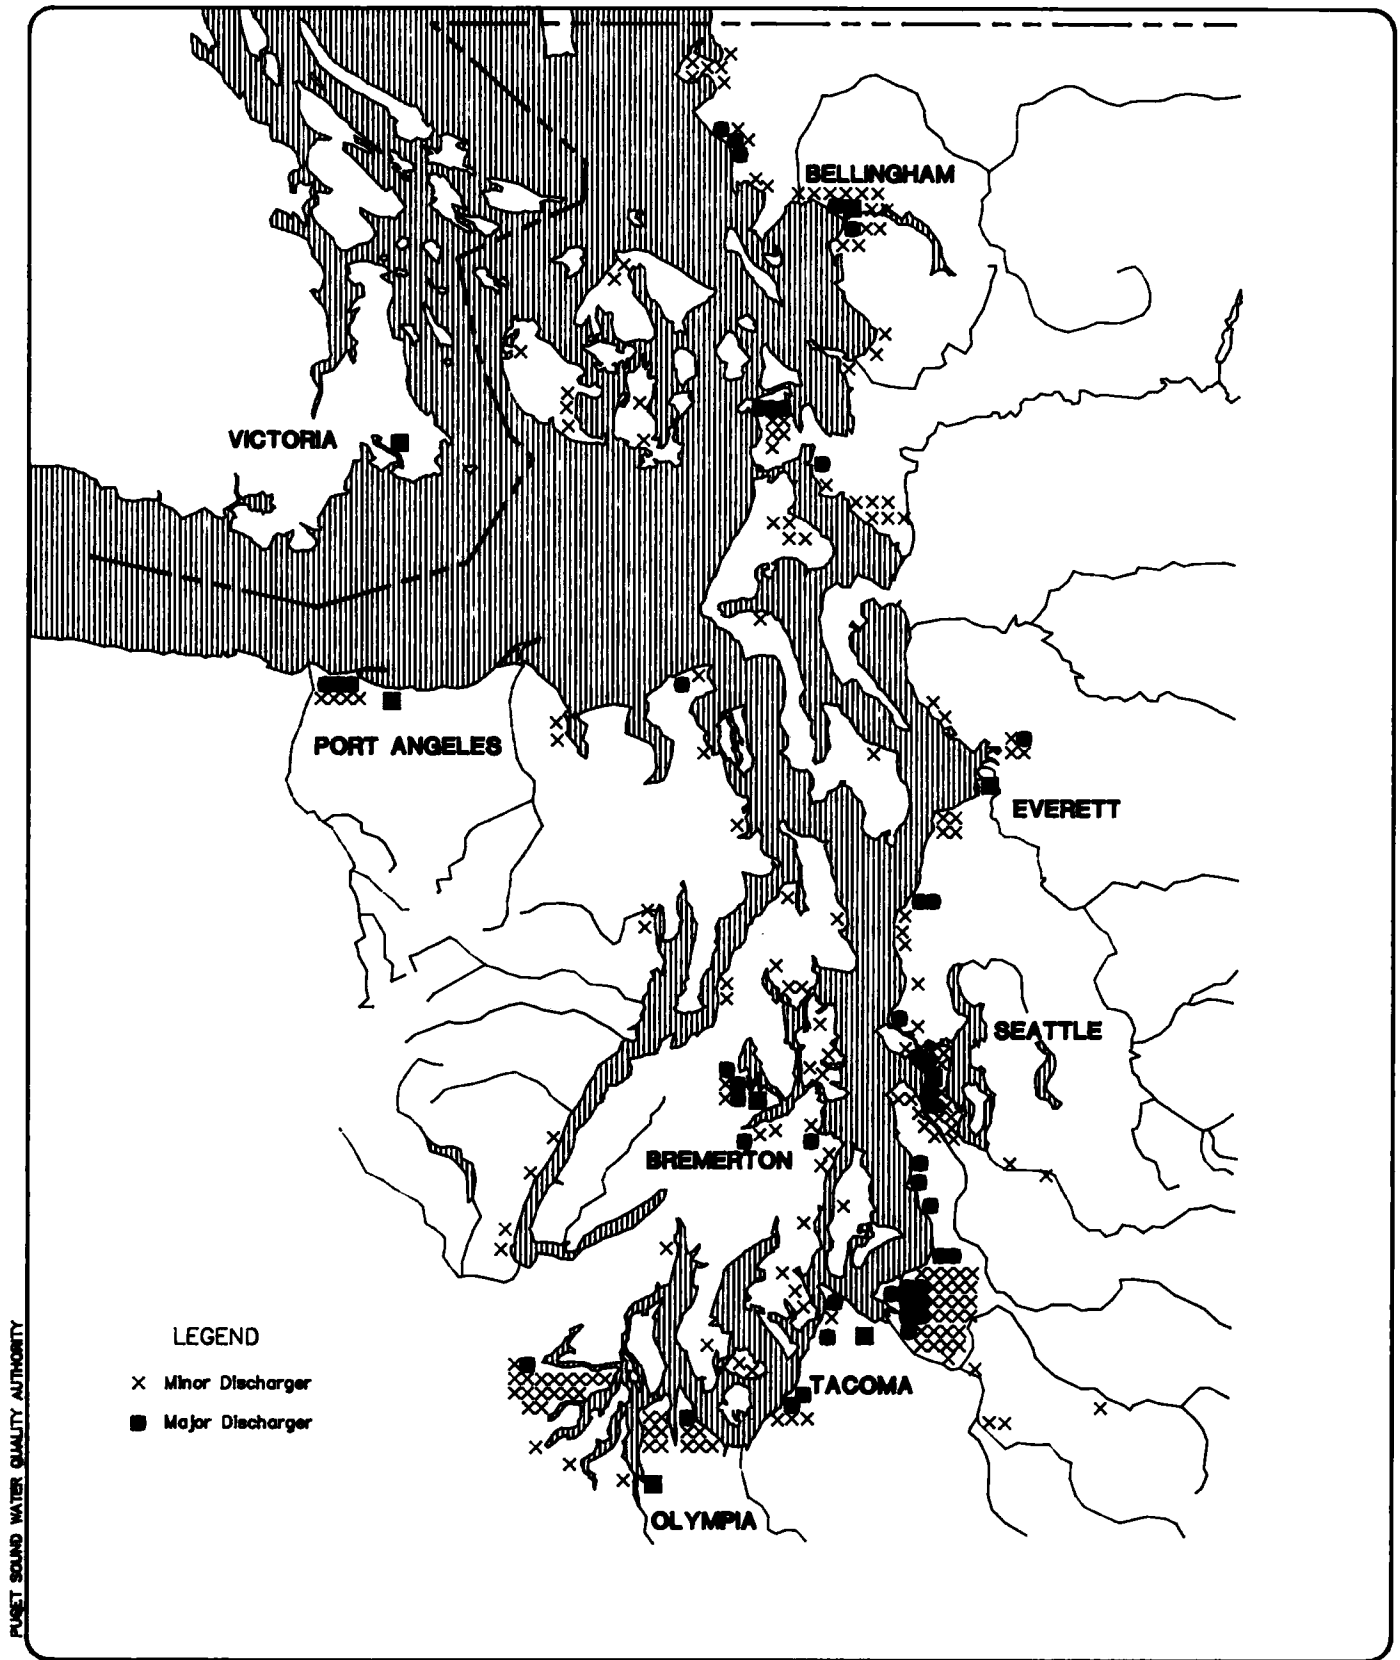 BELLINGHAM
VICTORIA
PORT ANGELES
EVERETT
SEATTLE
BREMERTON
TACOMA
OLYMPIA
LEGEND
Minor Discharger
Major Discharger
PUGET SOUND WATER QUALITY AUTHORITY